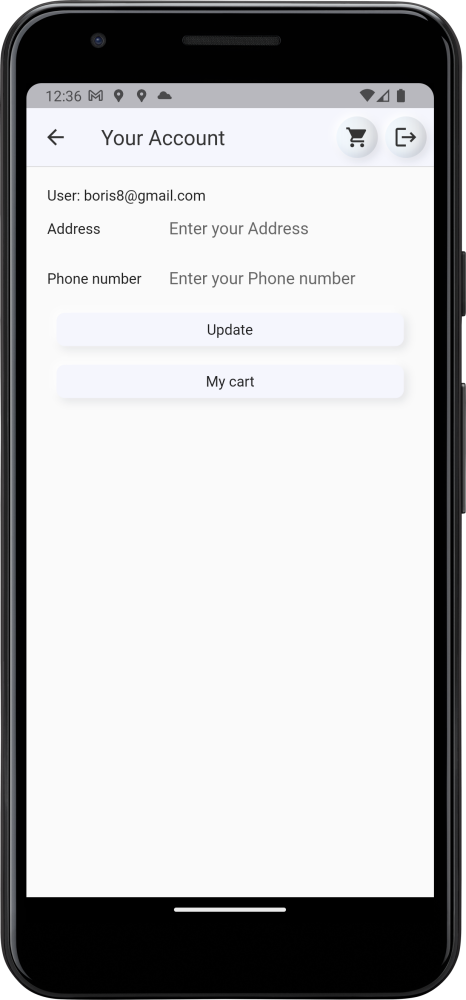 12:36
Your Account
User: boris8@gmail.com
Address Enter your Address
Phone number Enter your Phone number
Update
My cart